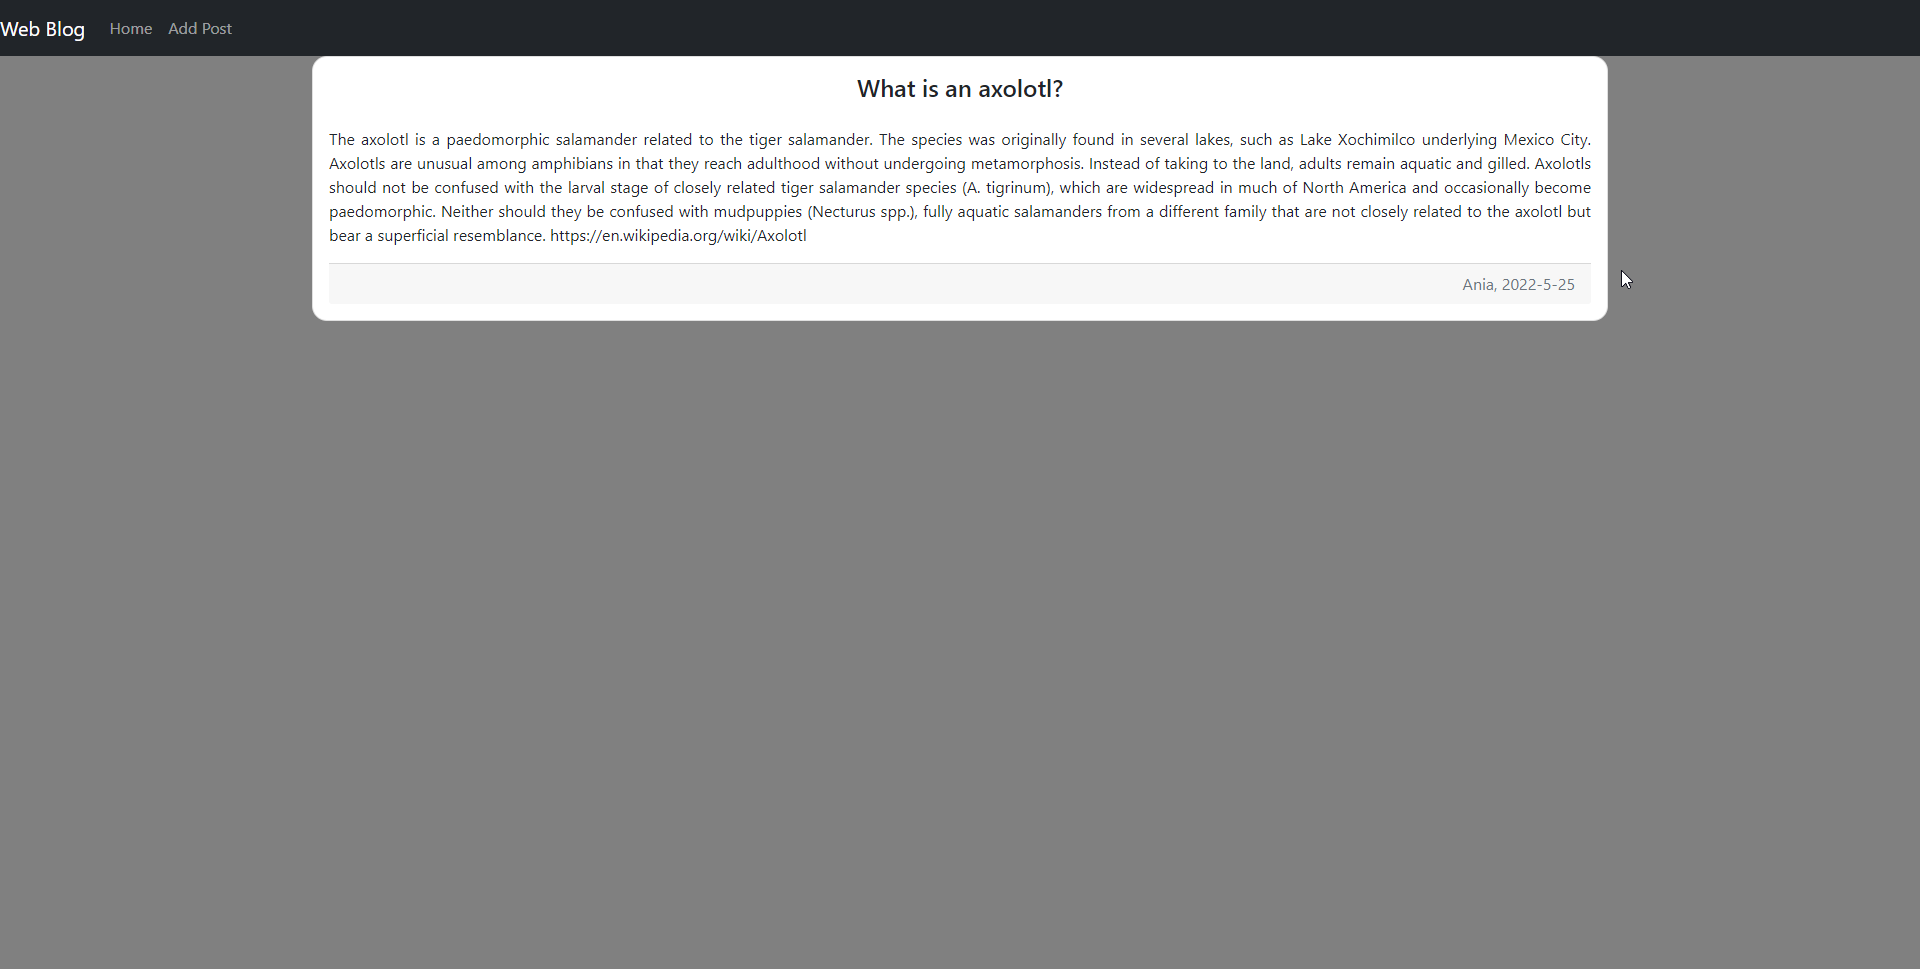 Web Blog Home Add Post
What is an axolotl?
The axolotl is a paedomorphic salamander related to the tiger salamander. The species was originally found in several lakes, such as Lake Xochimilco underlying Mexico City.
Axolotls are unusual among amphibians in that they reach adulthood without undergoing metamorphosis. Instead of taking to the land, adults remain aquatic and gilled. Axolotls
should not be confused with the larval stage of closely related tiger salamander species (A. tigrinum), which are widespread in much of North America and occasionally become
paedomorphic. Neither should they be confused with mudpuppies (Necturus spp.), fully aquatic salamanders from a different family that are not closely related to the axolotl but
bear a superficial resemblance. https://en.wikipedia.org/wiki/Axolotl
Ania, 2022-5-25